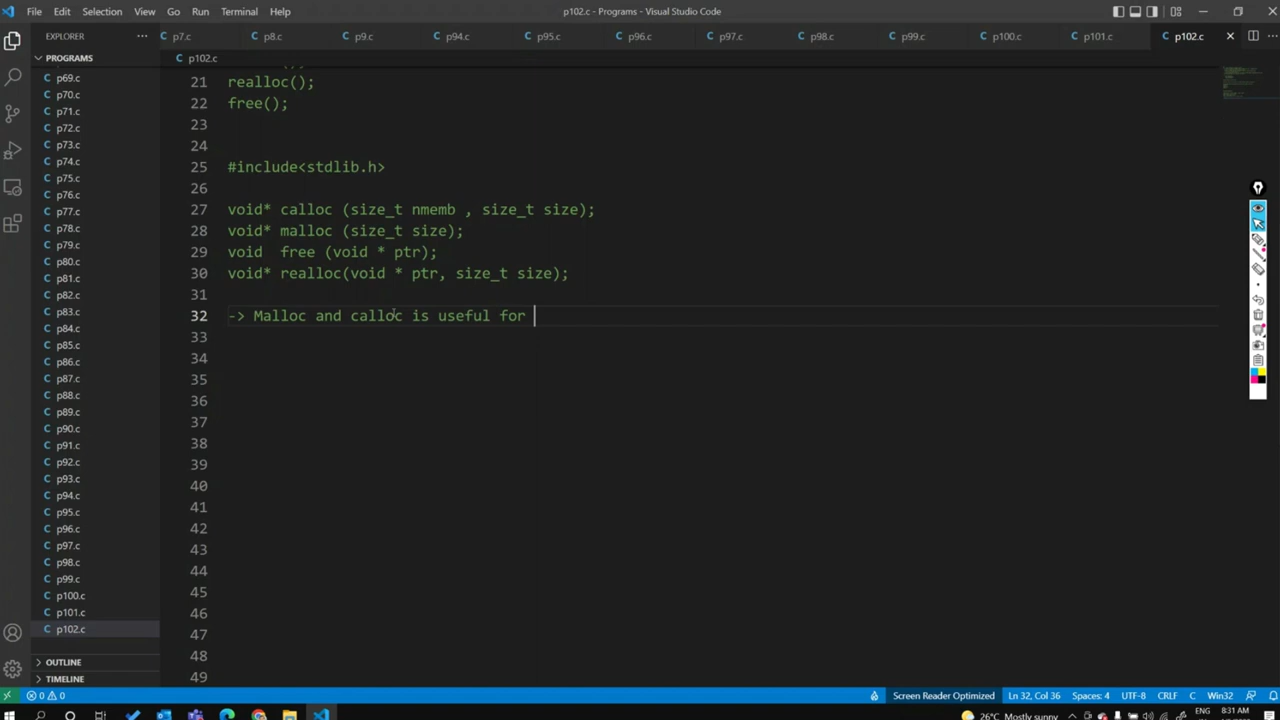 File Edit Selection View Go Run Terminal Help
p102.c - Programs - Visual Studio Code
EXPLORER
p7.c p8.c p9.c p94.c p95.c p96.c p97.c p98.c p99.c p100.c p101.c p102.c
PROGRAMS
p102.c
p69.c
p70.c
p71.c
p72.c
p73.c
p74.c
p75.c
p76.c
p77.c
p78.c
p79.c
p80.c
p81.c
p82.c
p83.c
p84.c
p85.c
p86.c
p87.c
p88.c
p89.c
p90.c
p91.c
p92.c
p93.c
p94.c
p95.c
p96.c
p97.c
p98.c
p99.c
p100.c
p101.c
p102.c
OUTLINE
TIMELINE
21 realloc();
22 free();
23
24
25 #include<stdlib.h>
26
27 void* calloc (size_t nmemb , size_t size);
28 void* malloc (size_t size);
29 void  free (void * ptr);
30 void* realloc(void * ptr, size_t size);
31
32 -> Malloc and calloc is useful for
33
34
35
36
37
38
39
40
41
42
43
44
45
46
47
48
49
0 0 Screen Reader Optimized Ln 32, Col 36 Spaces: 4 UTF-8 CRLF C Win32
26°C Mostly sunny ENG 8:31 AM